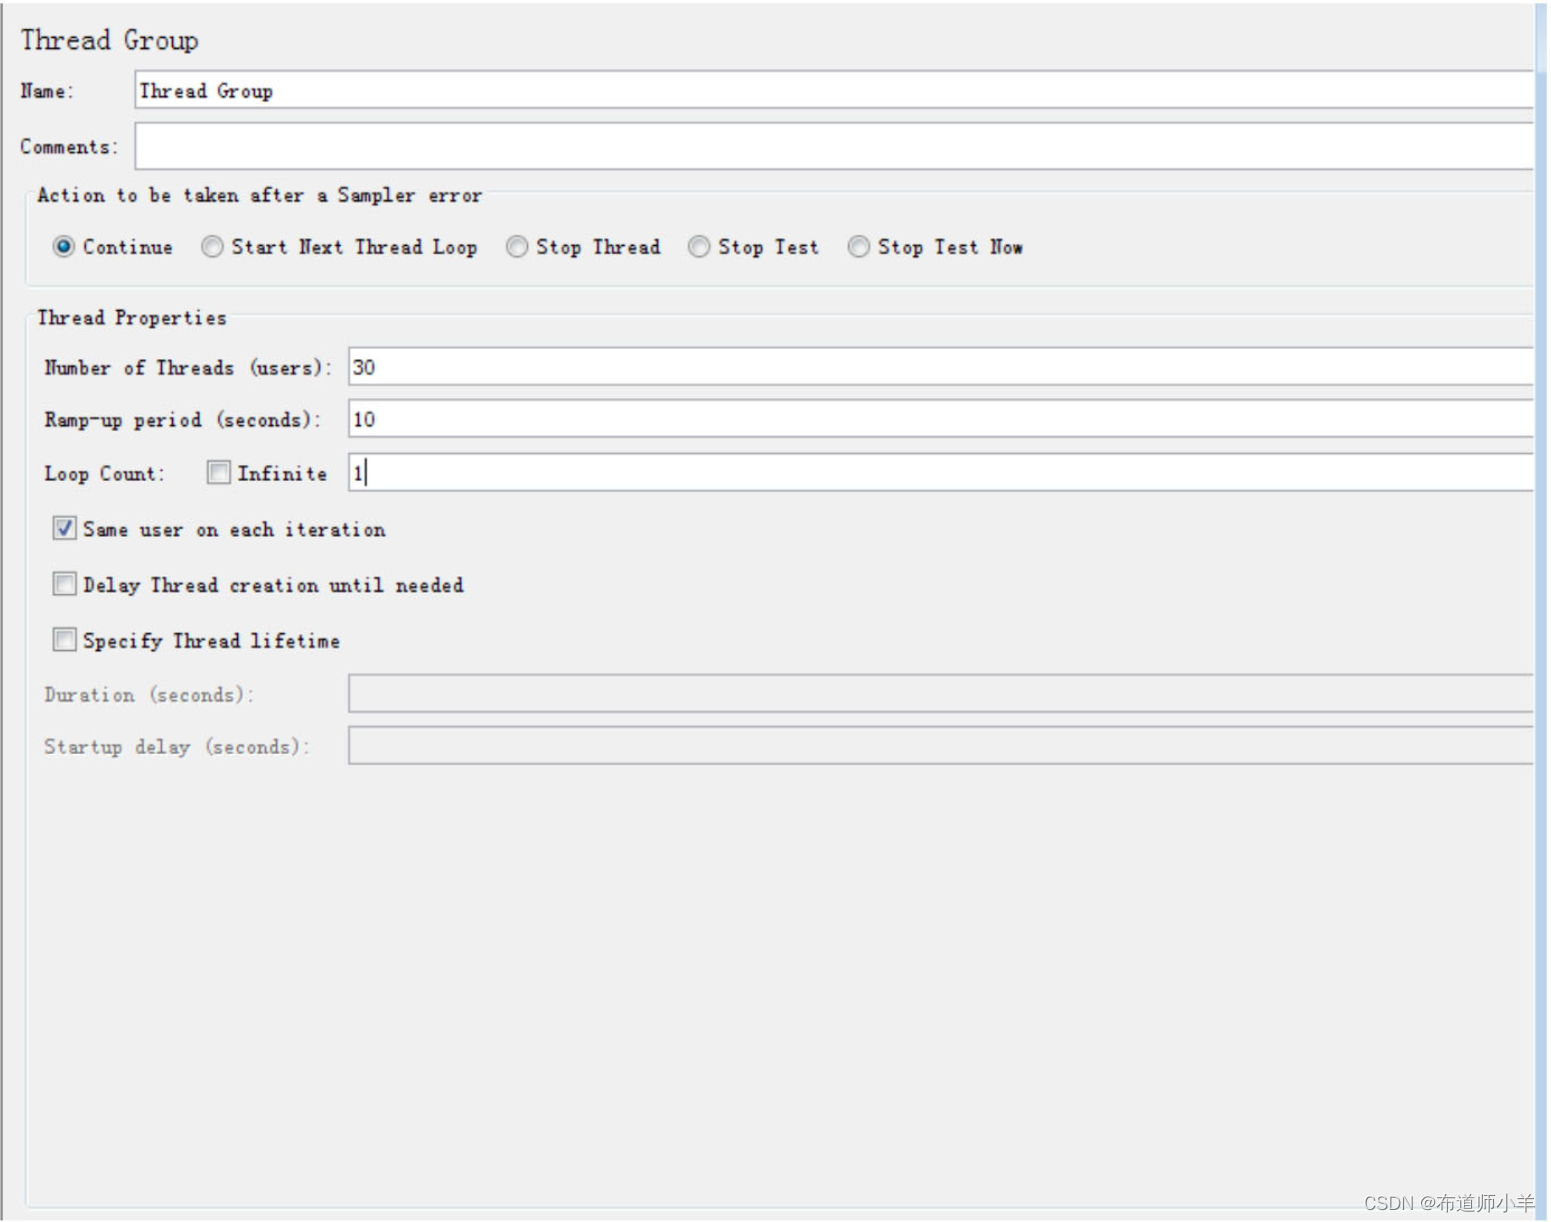 Thread Group
Name: Thread Group
Comments:
Action to be taken after a Sampler error
Continue Start Next Thread Loop Stop Thread Stop Test Stop Test Now
Thread Properties
Number of Threads (users): 30
Ramp-up period (seconds): 10
Loop Count: Infinite 1
Same user on each iteration
Delay Thread creation until needed
Specify Thread lifetime
Duration (seconds):
Startup delay (seconds):
CSDN @布道师小羊